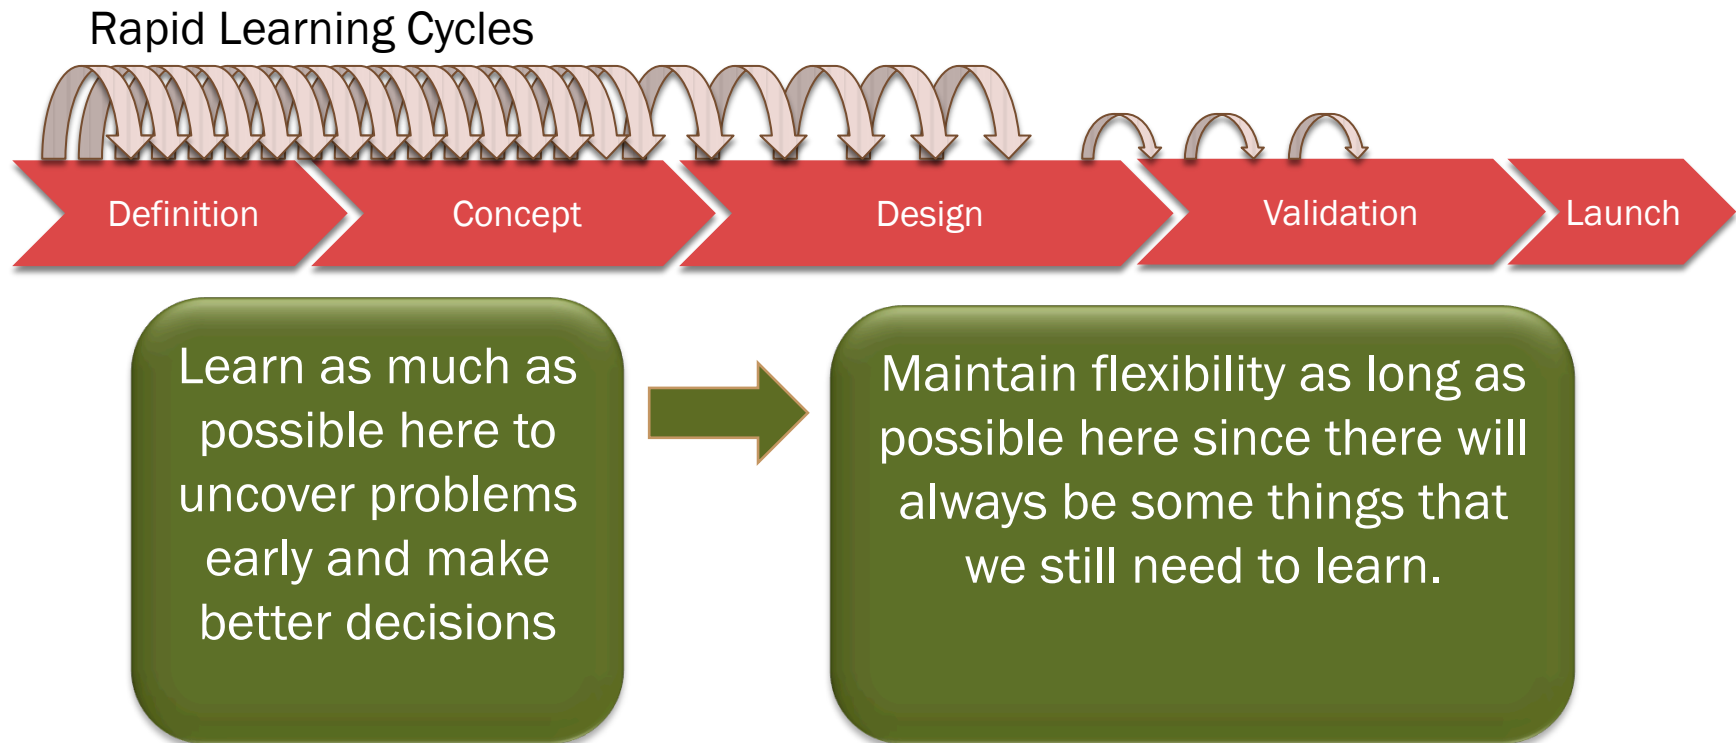 Rapid Learning Cycles
Definition
Concept
Design
Validation
Launch
Learn as much as
possible here to
uncover problems
early and make
better decisions
Maintain flexibility as long as
possible here since there will
always be some things that
we still need to learn.